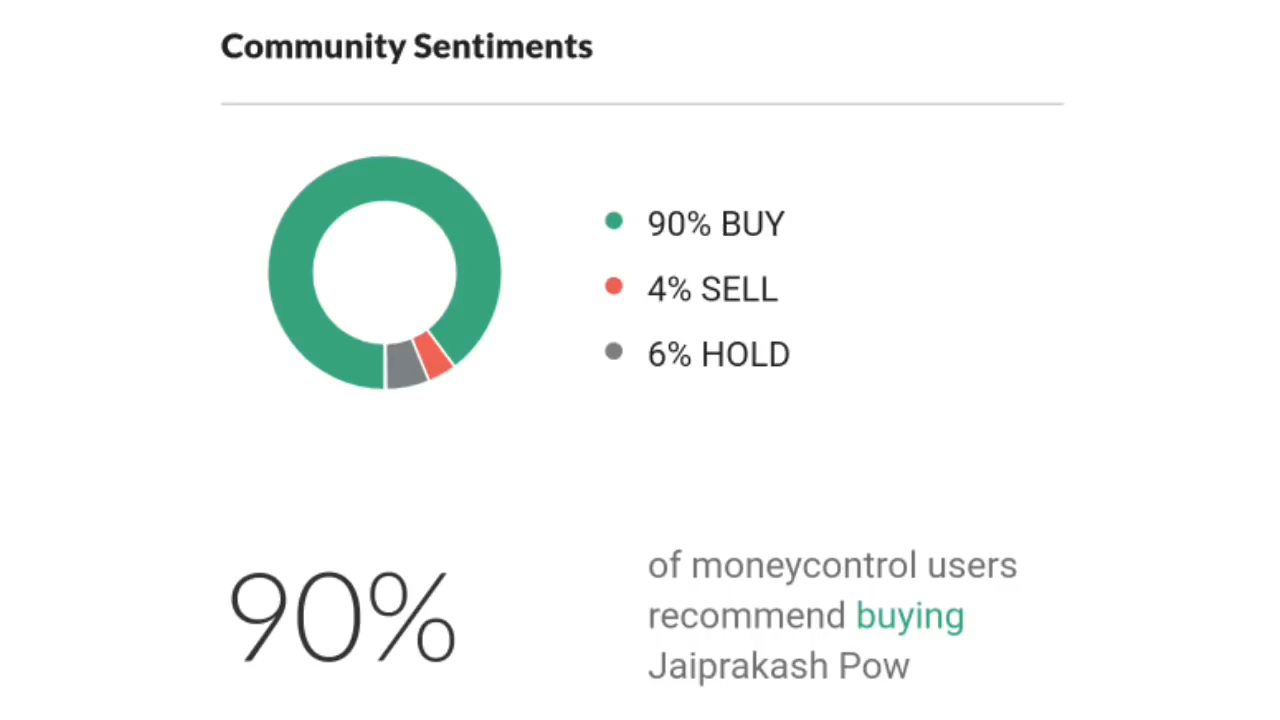 Community Sentiments
90% BUY
4% SELL
6% HOLD
90%
of moneycontrol users
recommend buying
Jaiprakash Pow